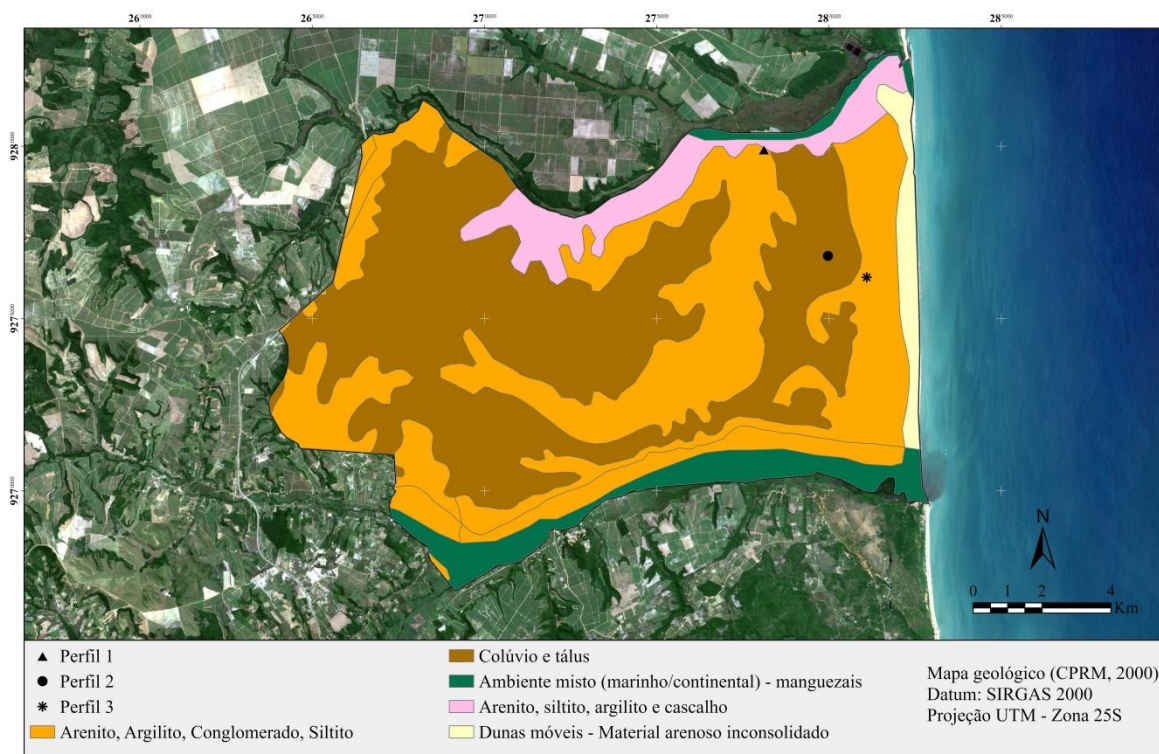 26⁰⁰⁰⁰ 26⁵⁰⁰⁰ 27⁰⁰⁰⁰ 27⁵⁰⁰⁰ 28⁰⁰⁰⁰ 28⁵⁰⁰⁰
928⁰⁰⁰⁰
927⁵⁰⁰⁰
927⁰⁰⁰⁰
N
0 1 2 4
Km
Perfil 1
Perfil 2
Perfil 3
Arenito, Argilito, Conglomerado, Siltito
Colúvio e tálus
Ambiente misto (marinho/continental) - manguezais
Arenito, siltito, argilito e cascalho
Dunas móveis - Material arenoso inconsolidado
Mapa geológico (CPRM, 2000)
Datum: SIRGAS 2000
Projeção UTM - Zona 25S